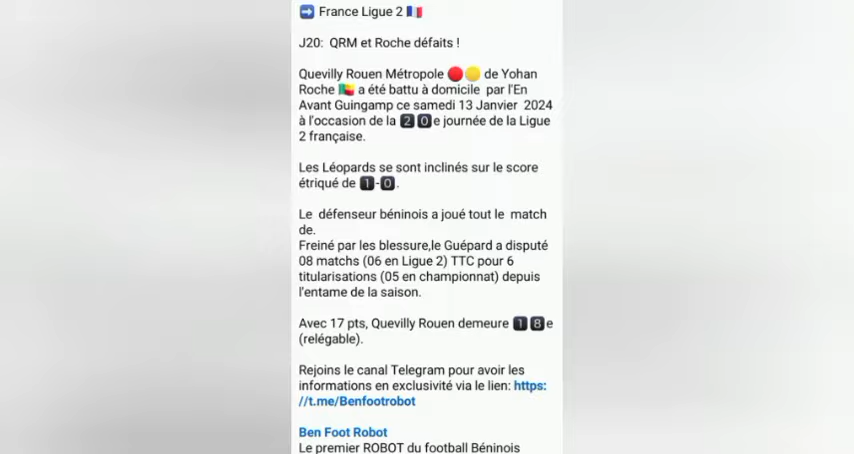 ➡️ France Ligue 2 🇫🇷
J20: QRM et Roche défaits !
Quevilly Rouen Métropole 🔴🟡 de Yohan
Roche 🇧🇯 a été battu à domicile par l'En
Avant Guingamp ce samedi 13 Janvier 2024
à l'occasion de la 2️⃣0️⃣e journée de la Ligue
2 française.
Les Léopards se sont inclinés sur le score
étriqué de 1️⃣-0️⃣.
Le défenseur béninois a joué tout le match
de.
Freiné par les blessure,le Guépard a disputé
08 matchs (06 en Ligue 2) TTC pour 6
titularisations (05 en championnat) depuis
l'entame de la saison.
Avec 17 pts, Quevilly Rouen demeure 1️⃣8️⃣e
(relégable).
Rejoins le canal Telegram pour avoir les
informations en exclusivité via le lien: https:
//t.me/Benfootrobot
Ben Foot Robot
Le premier ROBOT du football Béninois